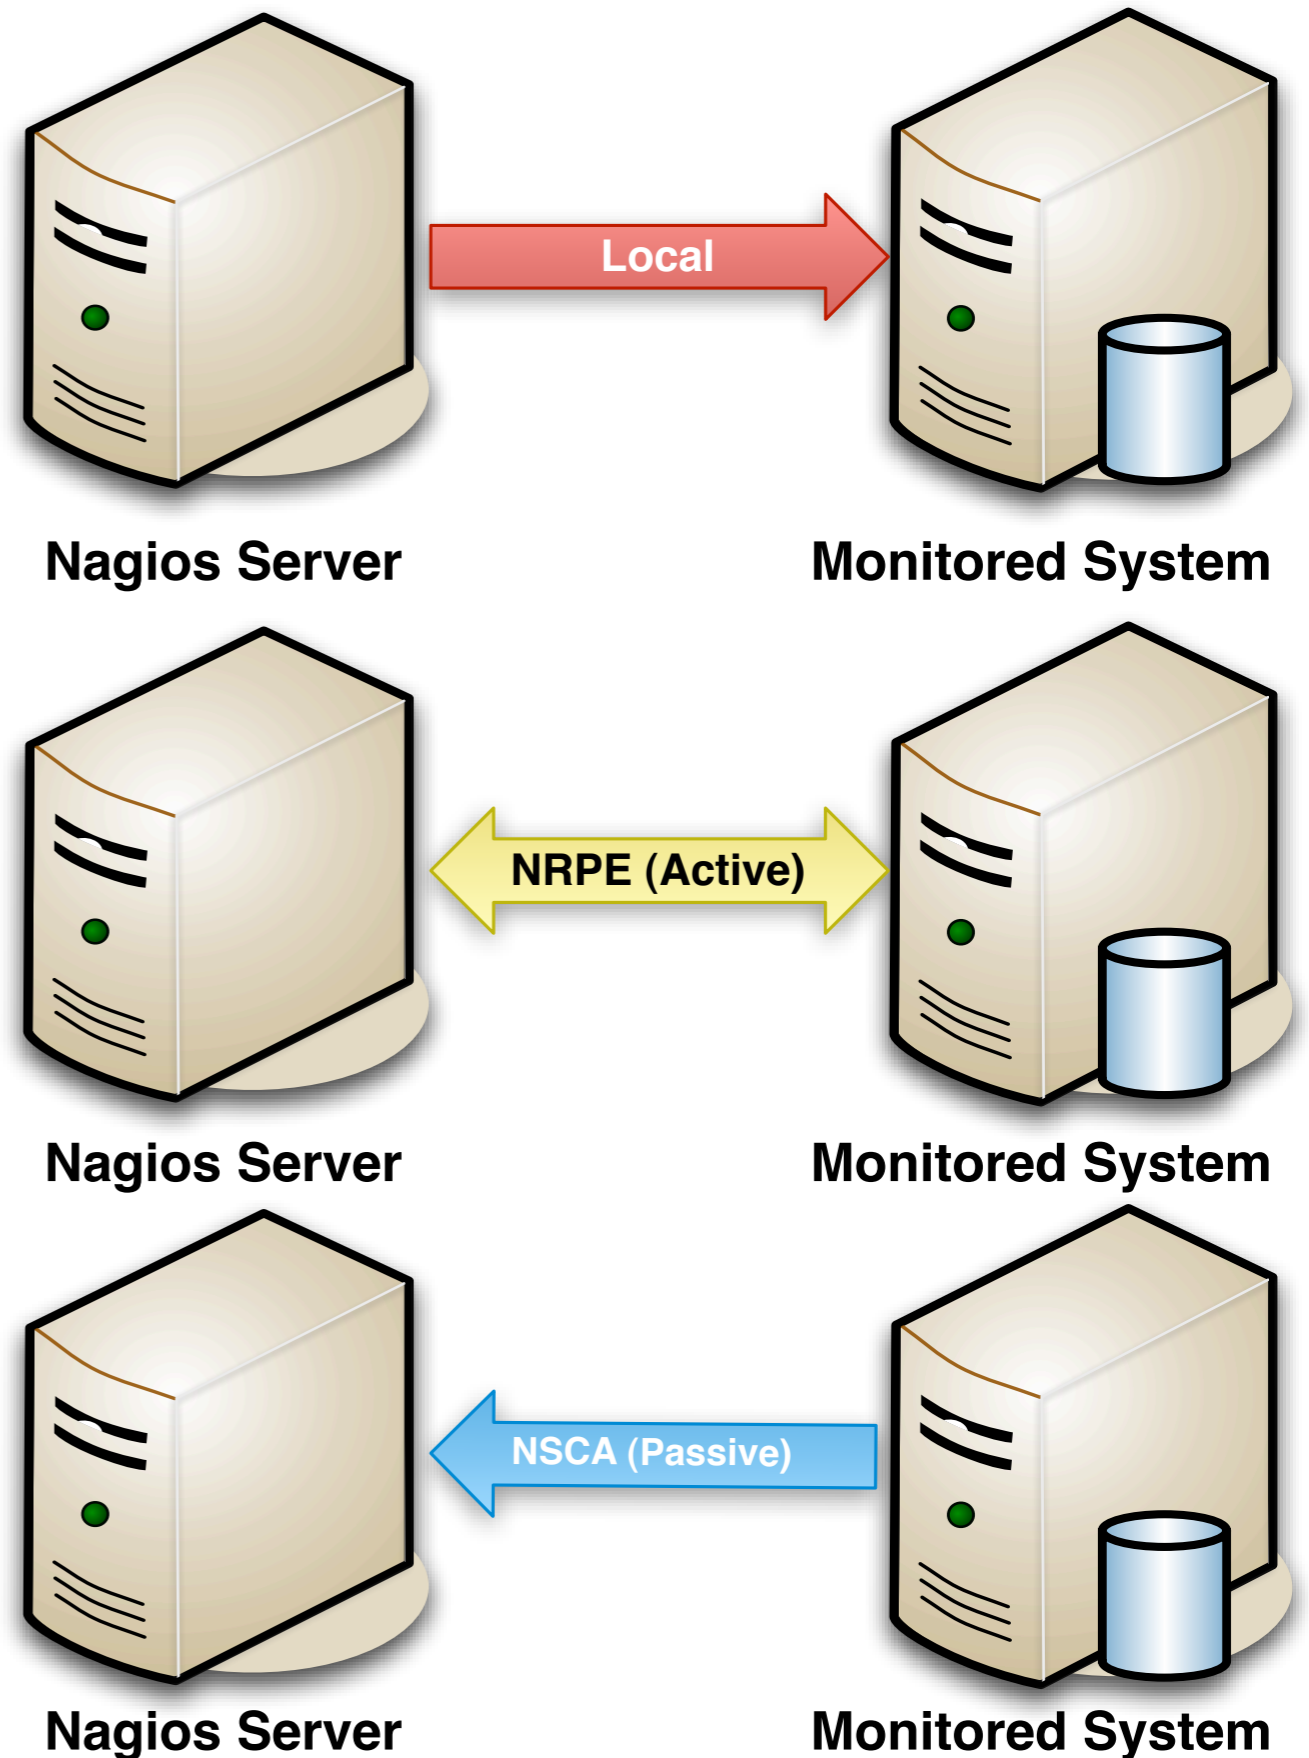 Local
Nagios Server
Monitored System
NRPE (Active)
Nagios Server
Monitored System
NSCA (Passive)
Nagios Server
Monitored System